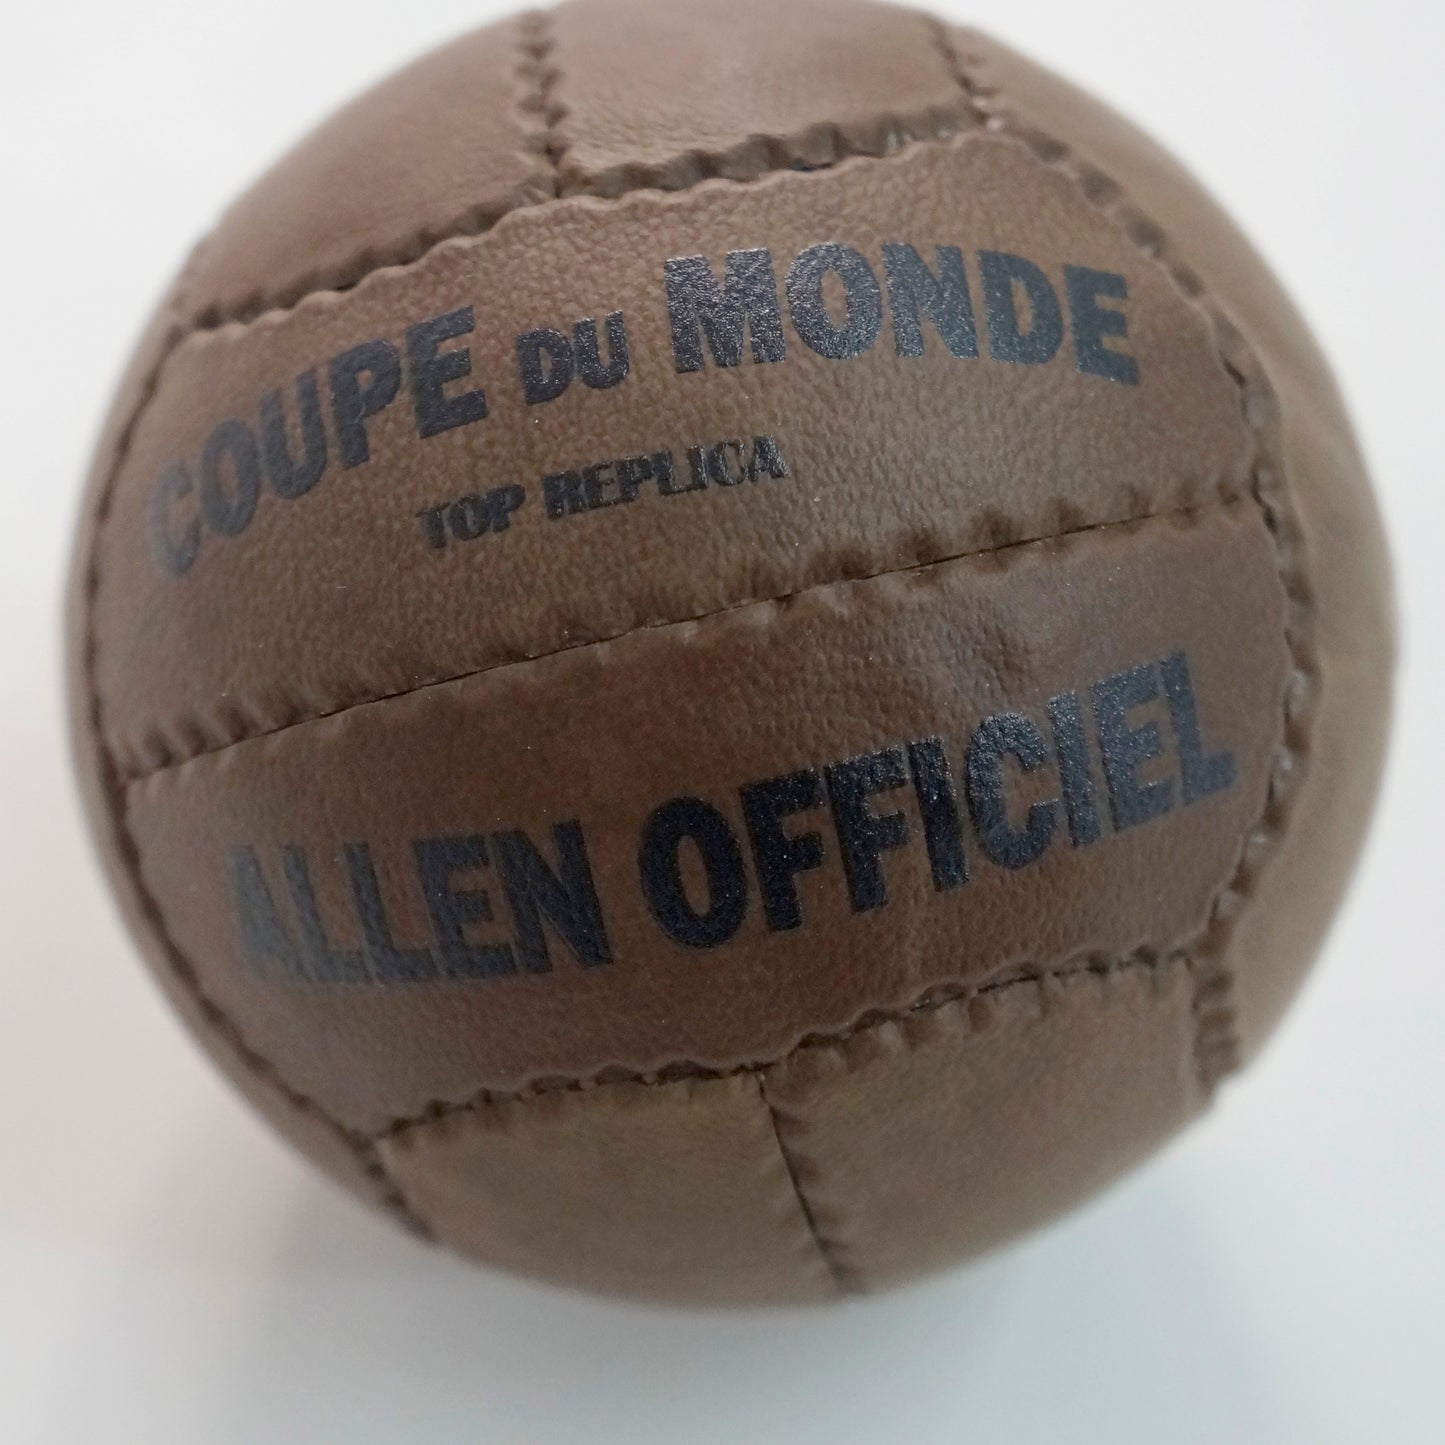 COUPE DU MONDE
TOP REPLICA
ALLEN OFFICIEL